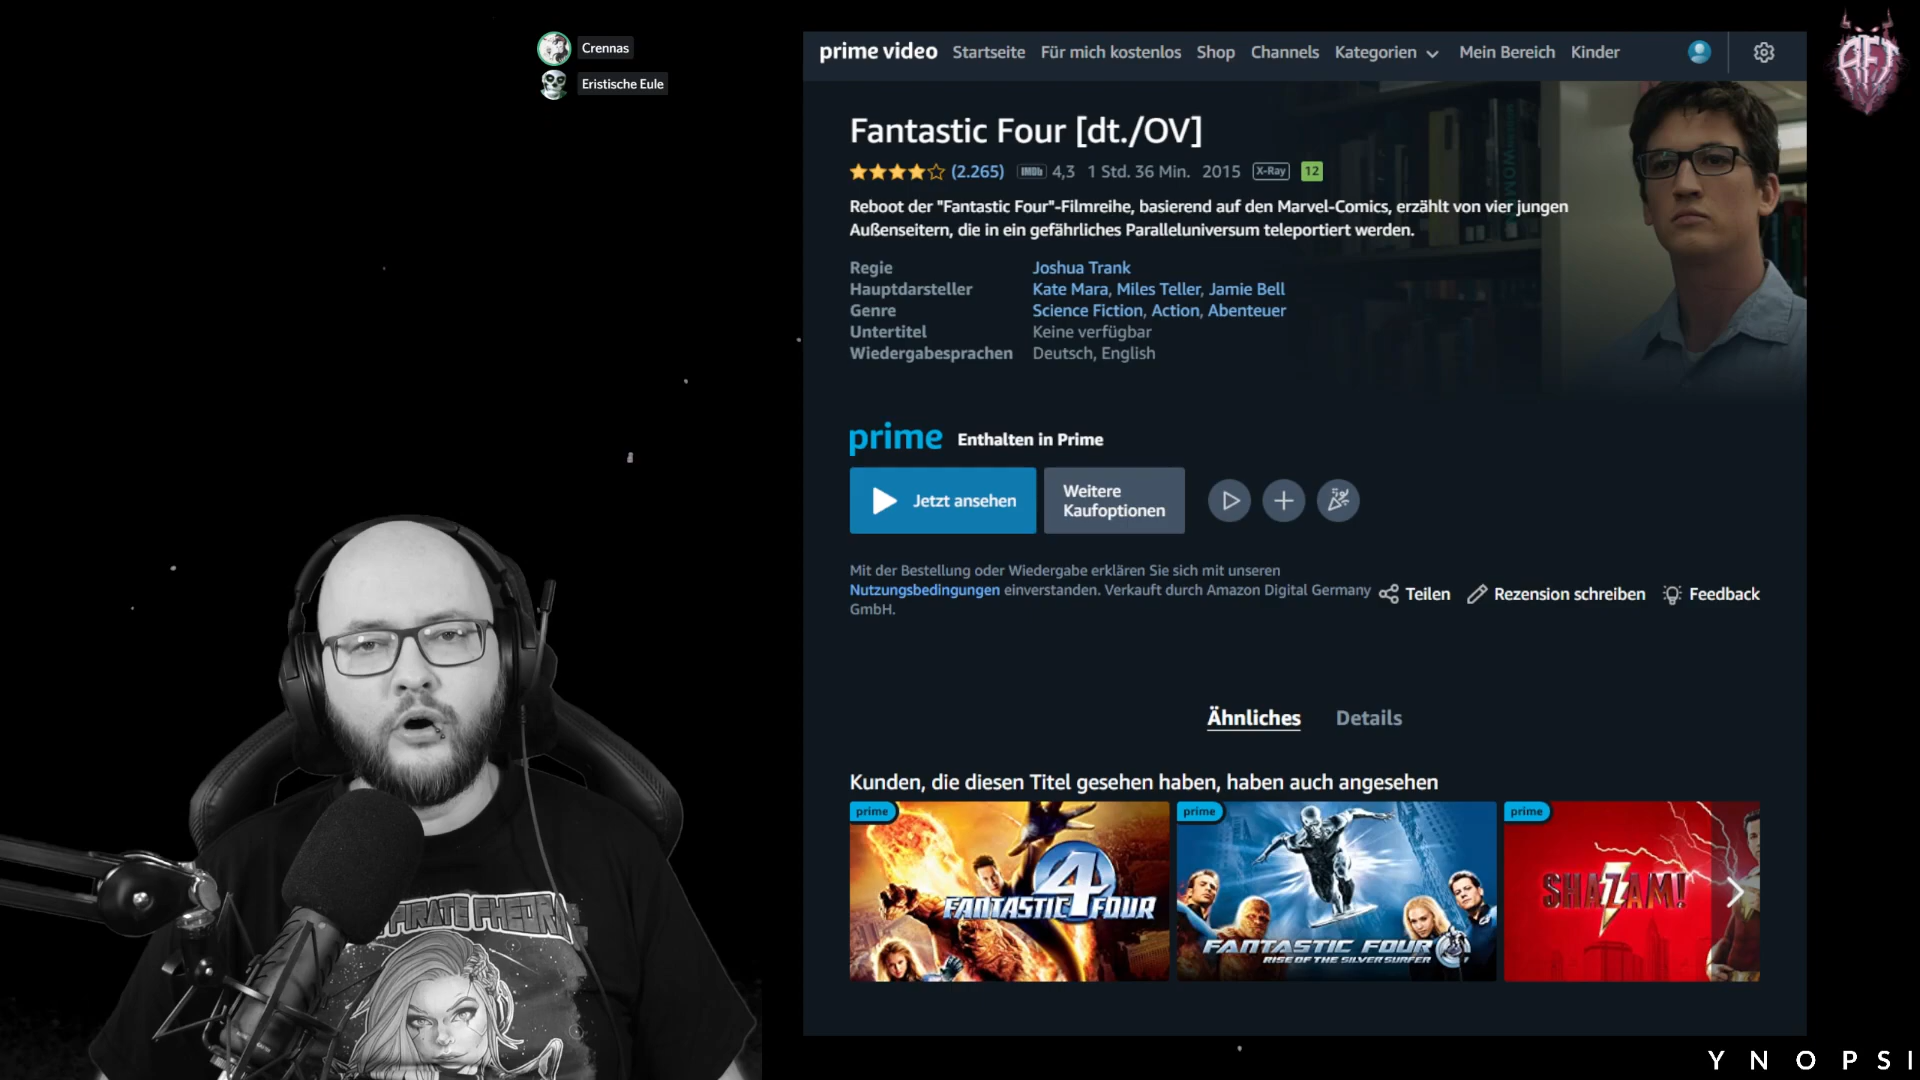 Crennas
Eristische Eule
prime video Startseite Für mich kostenlos Shop Channels Kategorien Mein Bereich Kinder
AFT
Fantastic Four [dt./OV]
(2.265) IMDb 4,3 1 Std. 36 Min. 2015 X-Ray 12
Reboot der "Fantastic Four"-Filmreihe, basierend auf den Marvel-Comics, erzählt von vier jungen
Außenseitern, die in ein gefährliches Paralleluniversum teleportiert werden.
Regie Joshua Trank
Hauptdarsteller Kate Mara, Miles Teller, Jamie Bell
Genre Science Fiction, Action, Abenteuer
Untertitel Keine verfügbar
Wiedergabesprachen Deutsch, English
prime Enthalten in Prime
Jetzt ansehen
Weitere
Kaufoptionen
Mit der Bestellung oder Wiedergabe erklären Sie sich mit unseren
Nutzungsbedingungen einverstanden. Verkauft durch Amazon Digital Germany
GmbH.
Teilen Rezension schreiben Feedback
Ähnliches Details
Kunden, die diesen Titel gesehen haben, haben auch angesehen
prime
4
FANTASTIC FOUR
prime
FANTASTIC FOUR
RISE OF THE SILVER SURFER
prime
SHAZAM!
YNOPSI